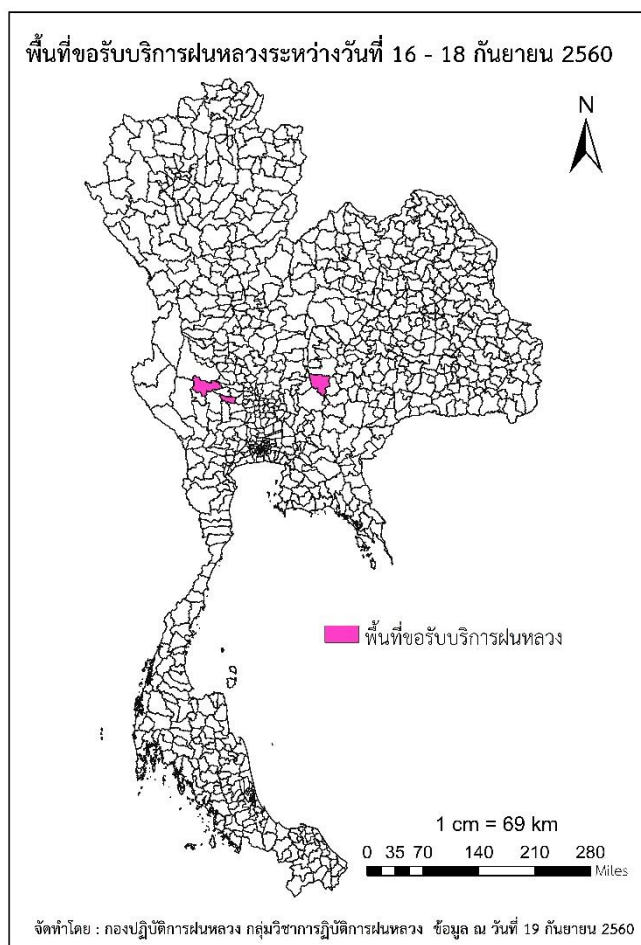 พื้นที่ขอรับบริการฝนหลวงระหว่างวันที่ 16 - 18 กันยายน 2560
N
พื้นที่ขอรับบริการฝนหลวง
1 cm = 69 km
0 35 70 140 210 280
Miles
จัดทำโดย : กองปฏิบัติการฝนหลวง กลุ่มวิชาการฏิบัติการฝนหลวง ข้อมูล ณ วันที่ 19 กันยายน 2560